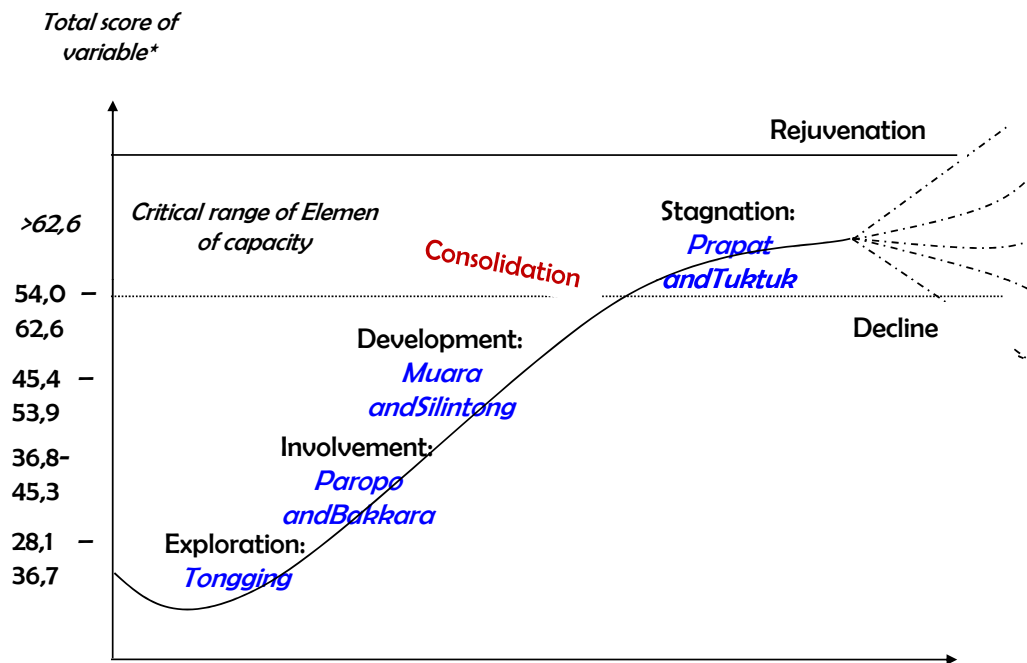 Total score of
variable*
Rejuvenation
>62,6
Critical range of Elemen
of capacity
Stagnation:
Prapat
andTuktuk
Consolidation
54,0 –
62,6
Decline
Development:
Muara
andSilintong
45,4 –
53,9
Involvement:
Paropo
andBakkara
36,8-
45,3
Exploration:
Tongging
28,1 –
36,7